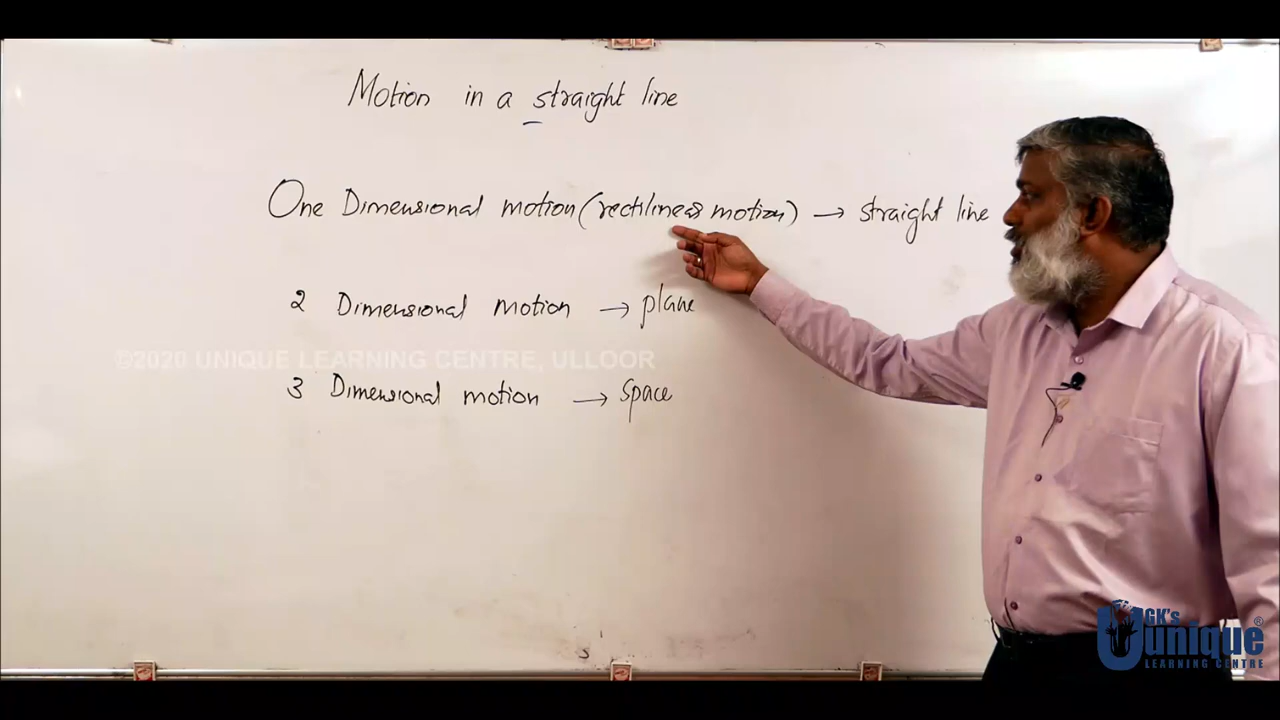 Motion in a straight line
One Dimensional motion (rectilinear motion) → straight line
2 Dimensional motion → plane
©2020 UNIQUE LEARNING CENTRE, ULLOOR
3 Dimensional motion → space
GK's
Unique®
LEARNING CENTRE